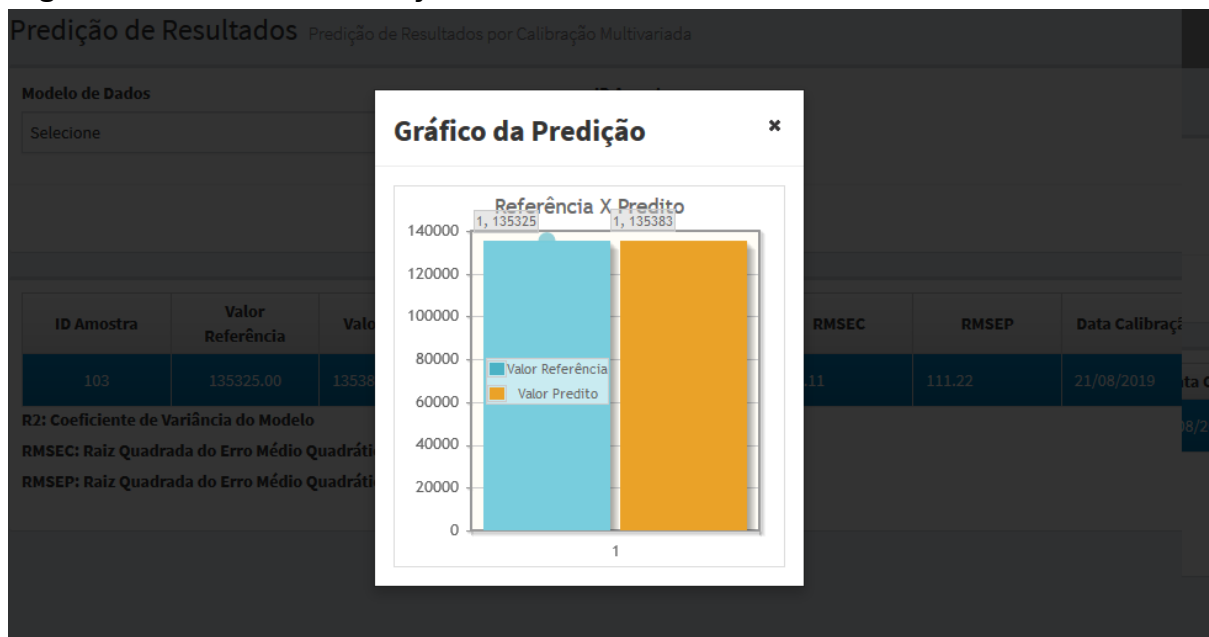 Predição de Resultados Predição de Resultados por Calibração Multivariada
Modelo de Dados
Selecione
Gráfico da Predição ×
Referência X Predito
1, 135325 1, 135383
140000
120000
100000
80000
60000
40000
20000
0
1
Valor Referência
Valor Predito
ID Amostra Valor Referência RMSEC RMSEP Data Calibraçã
103 135325.00 13538 .11 111.22 21/08/2019
R2: Coeficiente de Variância do Modelo
RMSEC: Raiz Quadrada do Erro Médio Quadráti
RMSEP: Raiz Quadrada do Erro Médio Quadráti